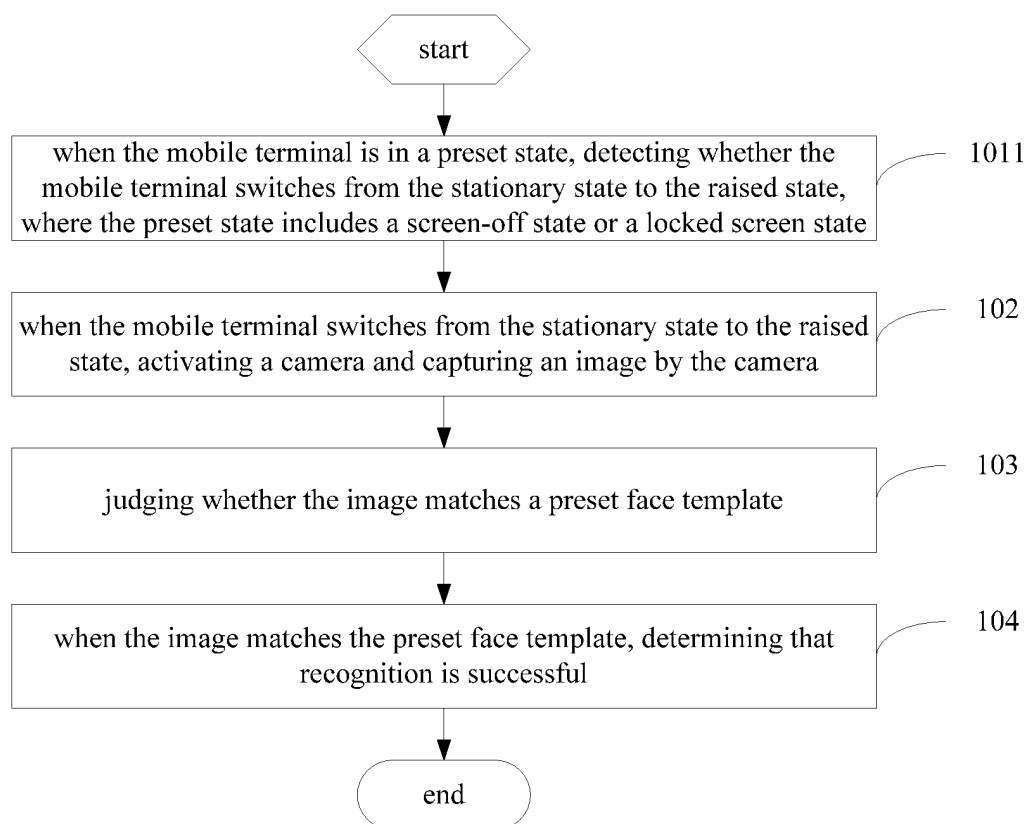 start
when the mobile terminal is in a preset state, detecting whether the
mobile terminal switches from the stationary state to the raised state,
where the preset state includes a screen-off state or a locked screen state
1011
when the mobile terminal switches from the stationary state to the raised
state, activating a camera and capturing an image by the camera
102
judging whether the image matches a preset face template
103
when the image matches the preset face template, determining that
recognition is successful
104
end